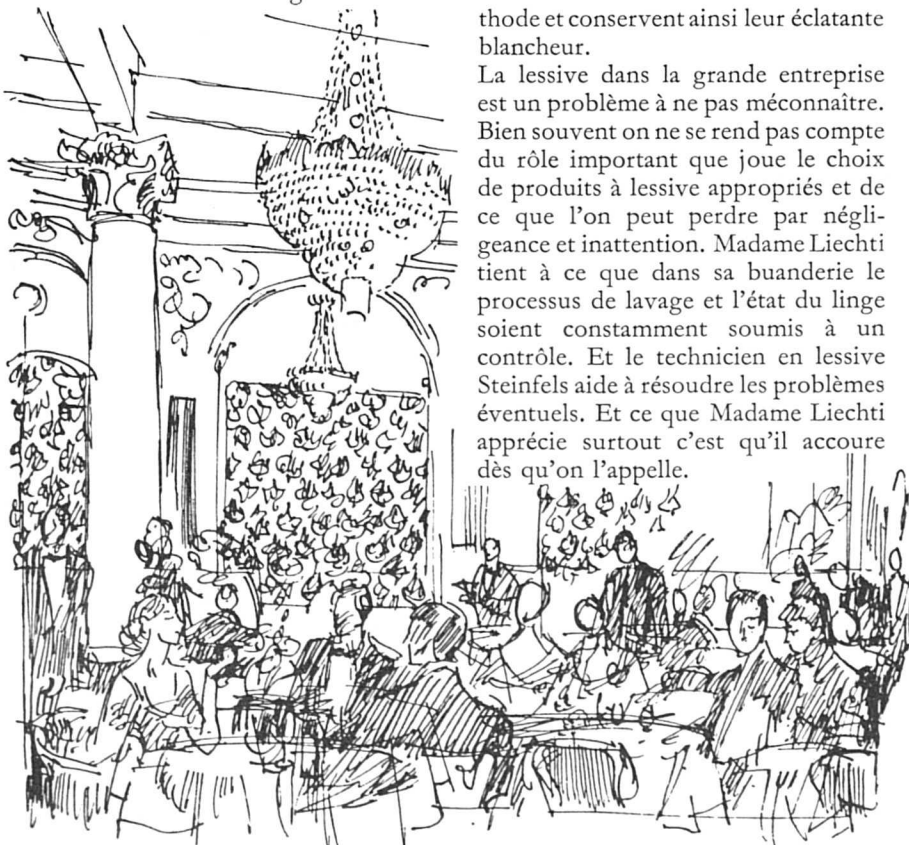 thode et conservent ainsi leur éclatante
blancheur.
La lessive dans la grande entreprise
est un problème à ne pas méconnaître.
Bien souvent on ne se rend pas compte
du rôle important que joue le choix
de produits à lessive appropriés et de
ce que l'on peut perdre par négli-
geance et inattention. Madame Liechti
tient à ce que dans sa buanderie le
processus de lavage et l'état du linge
soient constamment soumis à un
contrôle. Et le technicien en lessive
Steinfels aide à résoudre les problèmes
éventuels. Et ce que Madame Liechti
apprécie surtout c'est qu'il accoure
dès qu'on l'appelle.